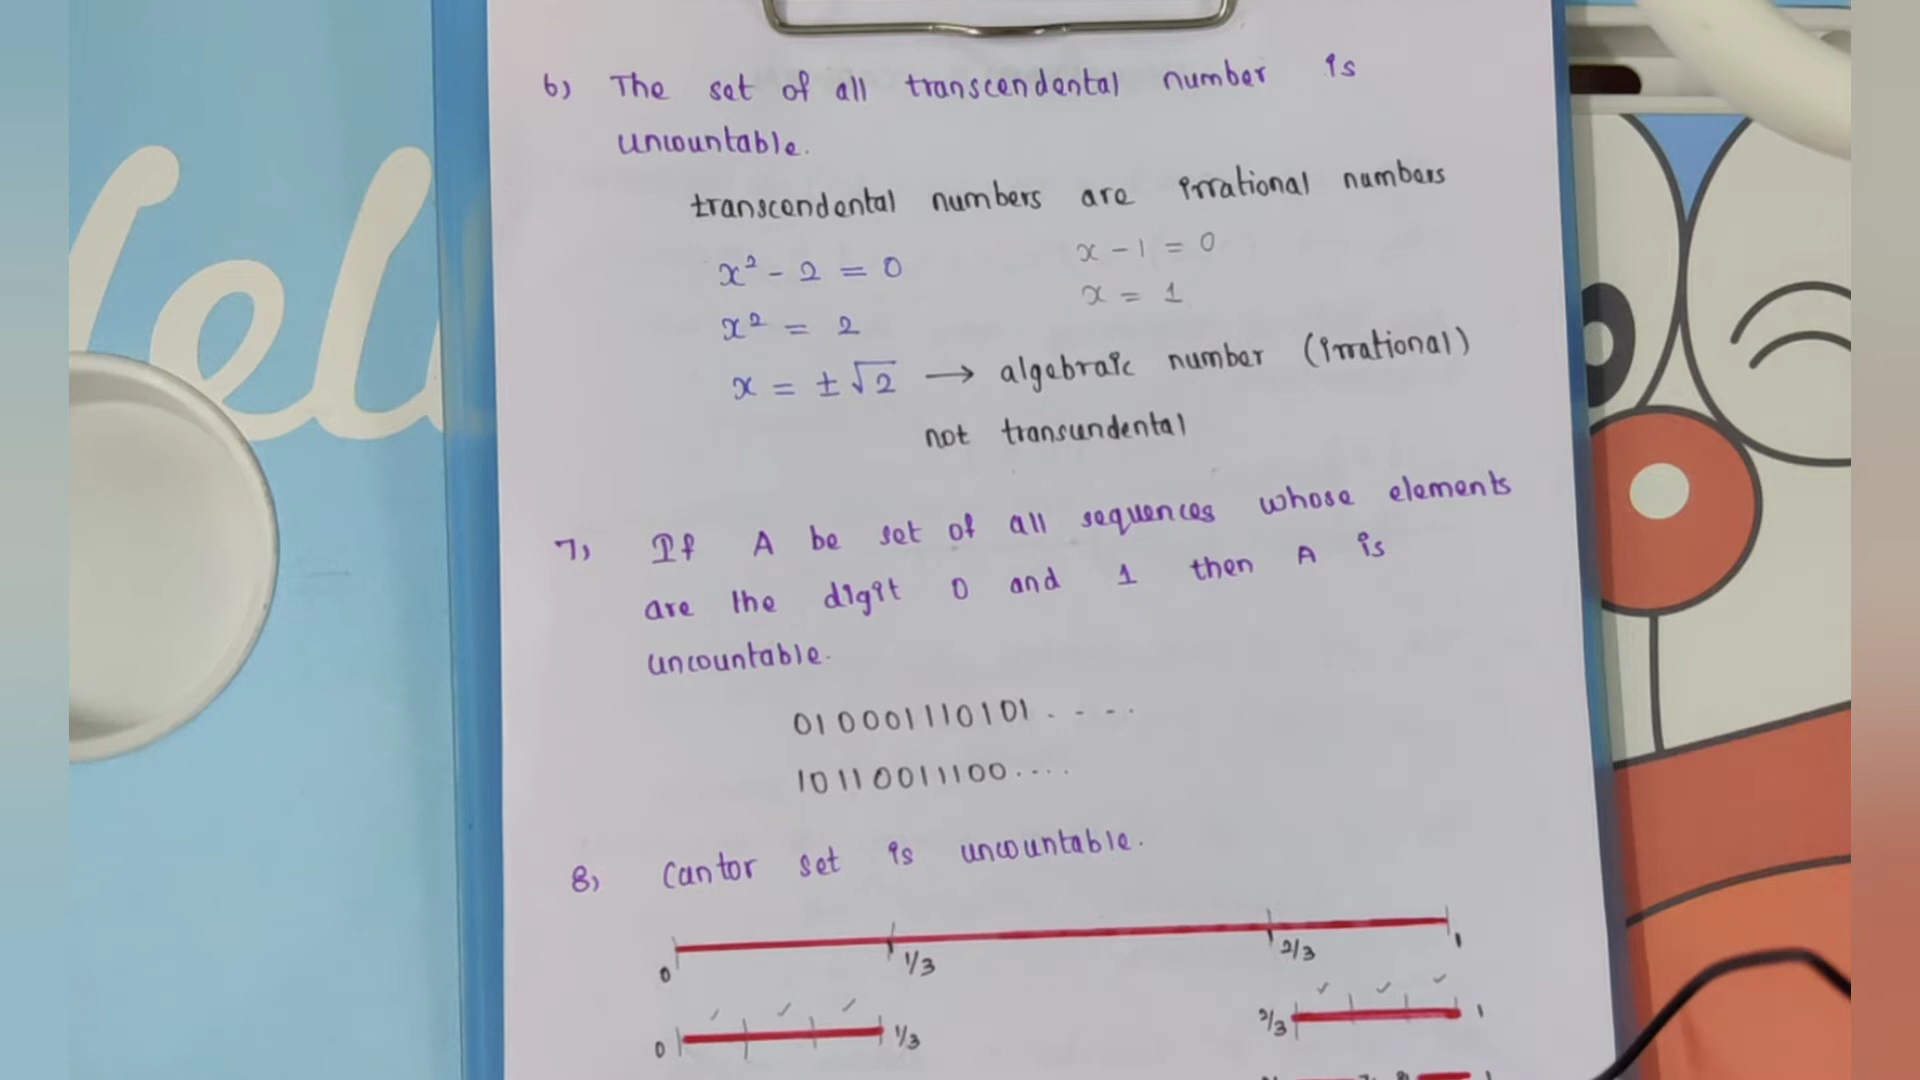 6) The set of all transcendental number is
uncountable.
transcendental numbers are irrational numbers
x² - 2 = 0
x - 1 = 0
x² = 2
x = 1
x = ±√2 → algebraic number (irrational)
not transundental
7) If A be set of all sequences whose elements
are the digit 0 and 1 then A is
uncountable.
010001110101 - - - -
10110011100....
8) Cantor set is uncountable.
0 1/3 2/3 1
0 1/3 2/3 1